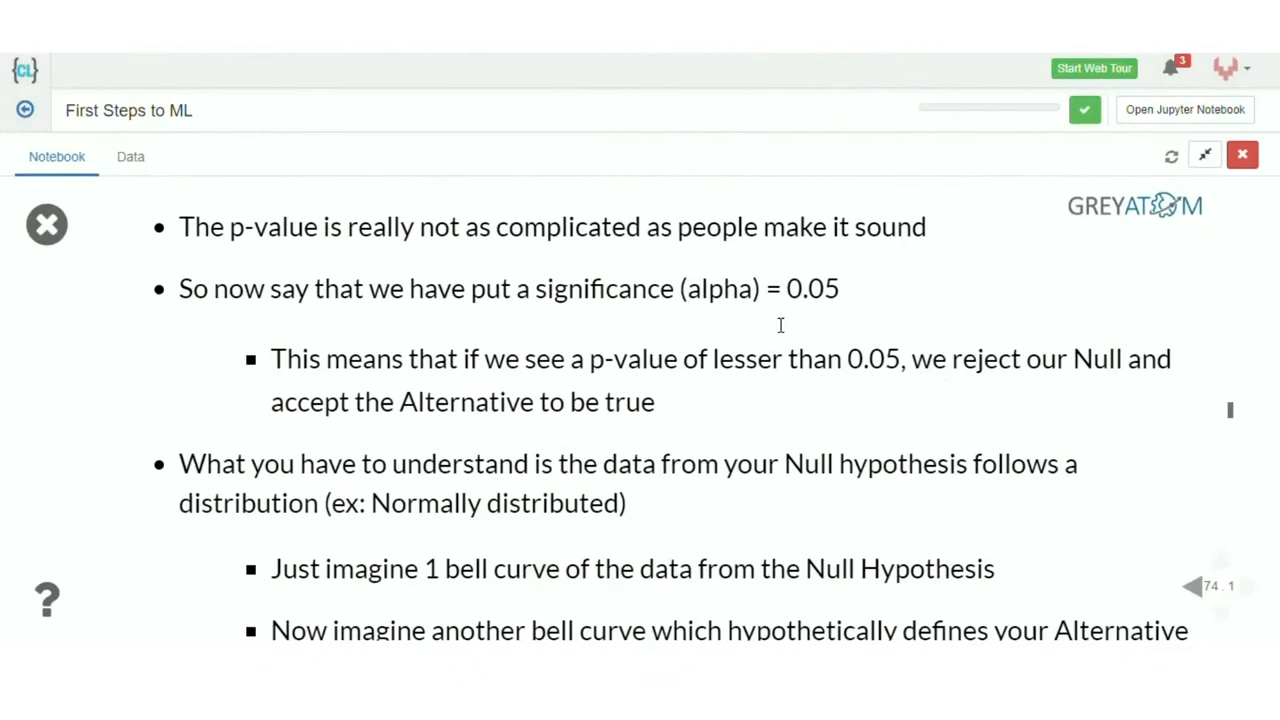 {CL}
Start Web Tour
3
First Steps to ML
Open Jupyter Notebook
Notebook
Data
GREYATOM
The p-value is really not as complicated as people make it sound
So now say that we have put a significance (alpha) = 0.05
This means that if we see a p-value of lesser than 0.05, we reject our Null and
accept the Alternative to be true
What you have to understand is the data from your Null hypothesis follows a
distribution (ex: Normally distributed)
Just imagine 1 bell curve of the data from the Null Hypothesis
74.1
Now imagine another bell curve which hypothetically defines your Alternative